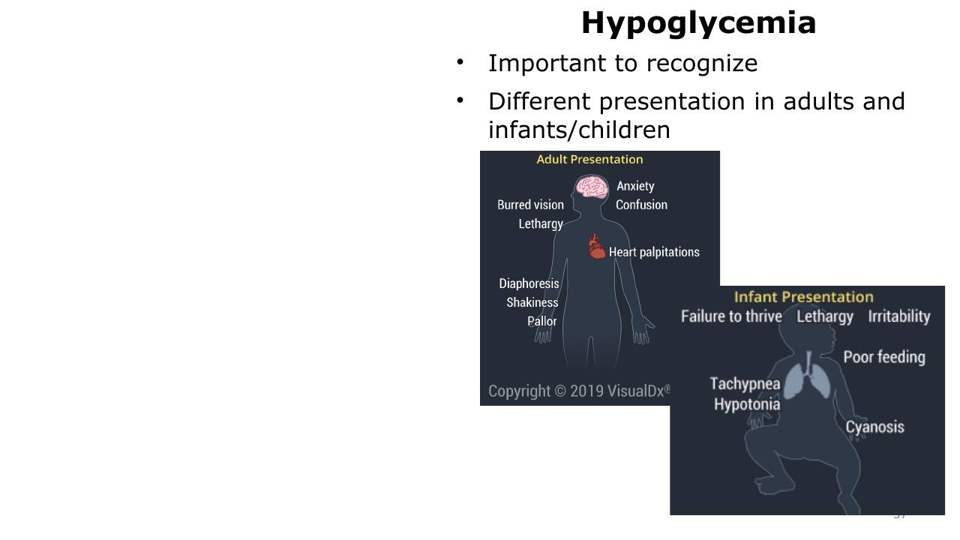 Hypoglycemia
• Important to recognize
• Different presentation in adults and
infants/children
Adult Presentation
Anxiety
Burred vision
Confusion
Lethargy
Heart palpitations
Diaphoresis
Shakiness
Pallor
Copyright © 2019 VisualDx®
Infant Presentation
Failure to thrive Lethargy Irritability
Poor feeding
Tachypnea
Hypotonia
Cyanosis